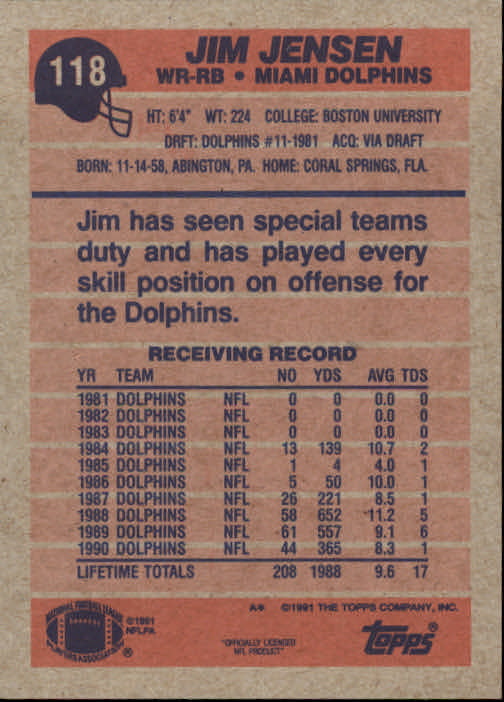 118
JIM JENSEN
WR-RB • MIAMI DOLPHINS
HT: 6'4" WT: 224 COLLEGE: BOSTON UNIVERSITY
DRFT: DOLPHINS #11-1981 ACQ: VIA DRAFT
BORN: 11-14-58, ABINGTON, PA. HOME: CORAL SPRINGS, FLA.
Jim has seen special teams
duty and has played every
skill position on offense for
the Dolphins.
RECEIVING RECORD
YR TEAM NO YDS AVG TDS
1981 DOLPHINS NFL 0 0 0.0 0
1982 DOLPHINS NFL 0 0 0.0 0
1983 DOLPHINS NFL 0 0 0.0 0
1984 DOLPHINS NFL 13 139 10.7 2
1985 DOLPHINS NFL 1 4 4.0 1
1986 DOLPHINS NFL 5 50 10.0 1
1987 DOLPHINS NFL 26 221 8.5 1
1988 DOLPHINS NFL 58 652 11.2 5
1989 DOLPHINS NFL 61 557 9.1 6
1990 DOLPHINS NFL 44 365 8.3 1
LIFETIME TOTALS 208 1988 9.6 17
A* ©1991 THE TOPPS COMPANY, INC.
NATIONAL FOOTBALL LEAGUE
PLAYERS ASSOCIATION ®
©1991
NFLPA
"OFFICIALLY LICENSED
NFL PRODUCT"
TOPPS®